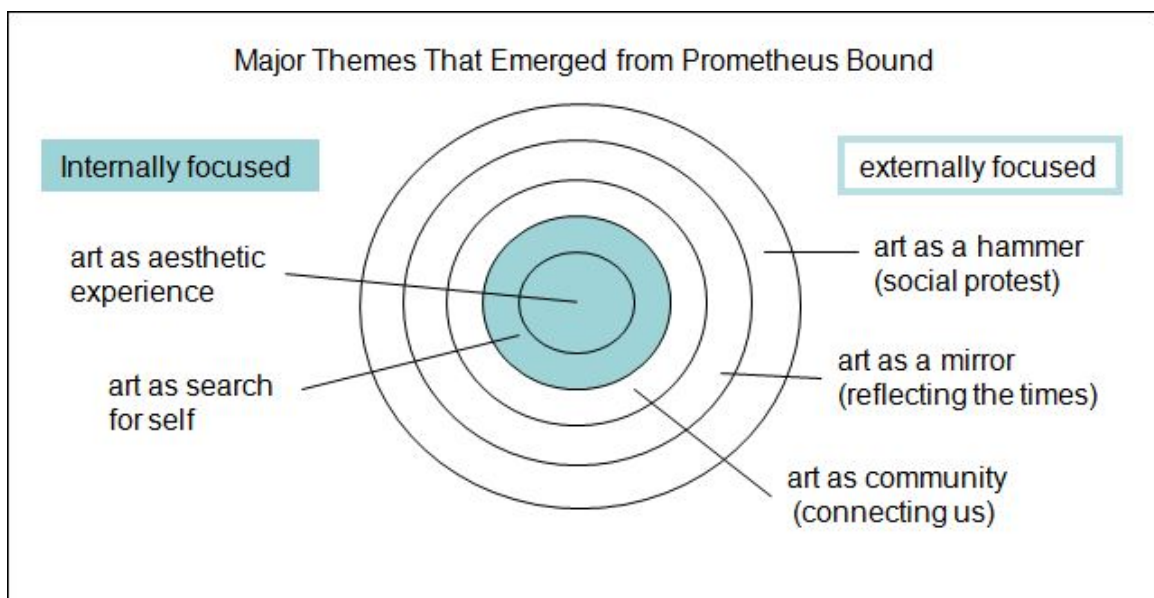 Major Themes That Emerged from Prometheus Bound
Internally focused
externally focused
art as aesthetic
experience
art as search
for self
art as a hammer
(social protest)
art as a mirror
(reflecting the times)
art as community
(connecting us)